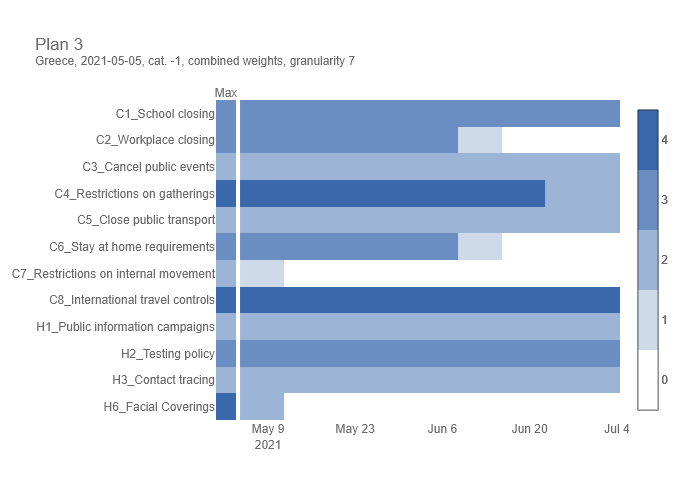 Plan 3
Greece, 2021-05-05, cat. -1, combined weights, granularity 7
Max
C1_School closing
C2_Workplace closing
C3_Cancel public events
C4_Restrictions on gatherings
C5_Close public transport
C6_Stay at home requirements
C7_Restrictions on internal movement
C8_International travel controls
H1_Public information campaigns
H2_Testing policy
H3_Contact tracing
H6_Facial Coverings
4
3
2
1
0
May 9 May 23 Jun 6 Jun 20 Jul 4
2021